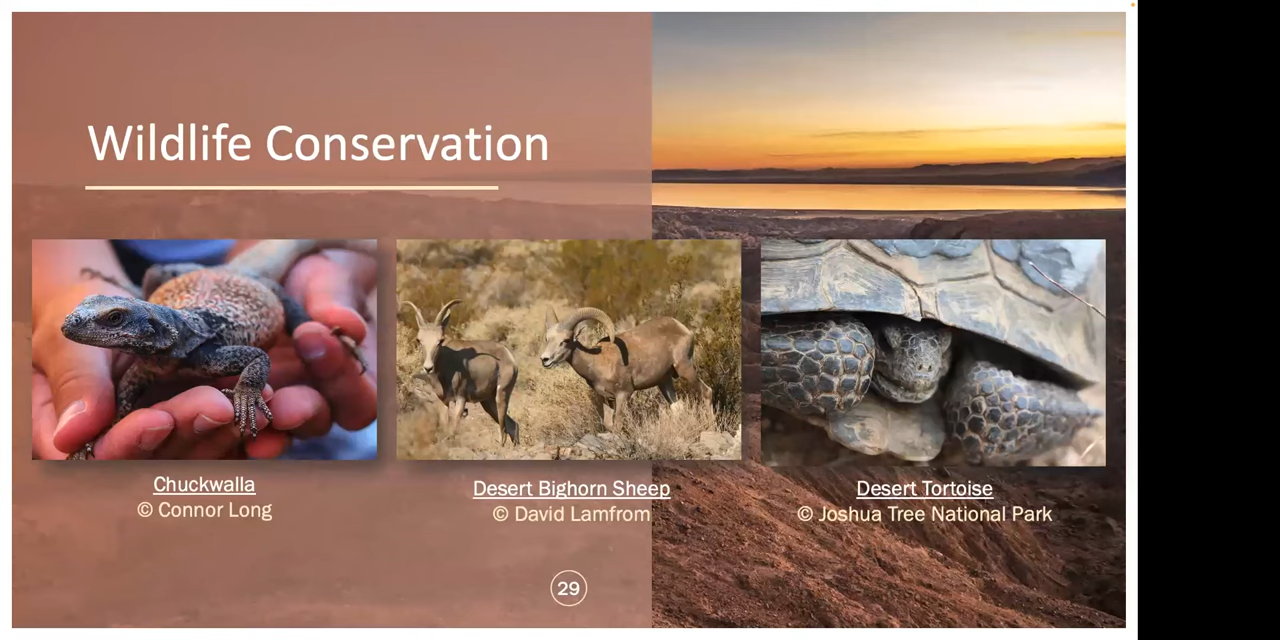 Wildlife Conservation
Chuckwalla
© Connor Long
Desert Bighorn Sheep
© David Lamfrom
Desert Tortoise
© Joshua Tree National Park
29